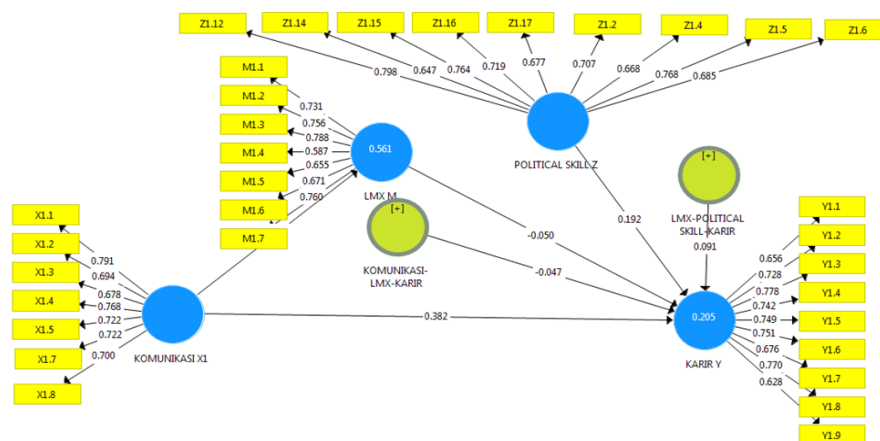 Z1.12
Z1.14
Z1.15
Z1.16
Z1.17
Z1.2
Z1.4
Z1.5
Z1.6
0.798
0.647
0.764
0.719
0.677
0.707
0.668
0.768
0.685
POLITICAL SKILL Z
M1.1
M1.2
M1.3
M1.4
M1.5
M1.6
M1.7
0.731
0.756
0.788
0.587
0.655
0.671
0.760
0.561
LMX M
[+]
KOMUNIKASI-
LMX-KARIR
[+]
LMX-POLITICAL
SKILL-KARIR
0.192
0.091
-0.050
-0.047
0.382
X1.1
X1.2
X1.3
X1.4
X1.5
X1.7
X1.8
0.791
0.694
0.678
0.768
0.722
0.722
0.700
KOMUNIKASI X1
0.205
KARIR Y
0.656
0.728
0.778
0.742
0.749
0.751
0.676
0.770
0.628
Y1.1
Y1.2
Y1.3
Y1.4
Y1.5
Y1.6
Y1.7
Y1.8
Y1.9